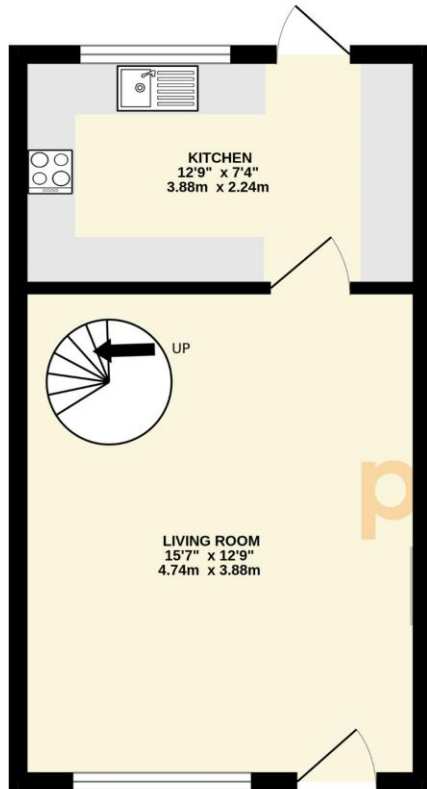 KITCHEN
12'9" x 7'4"
3.88m x 2.24m
UP
LIVING ROOM
15'7" x 12'9"
4.74m x 3.88m
p